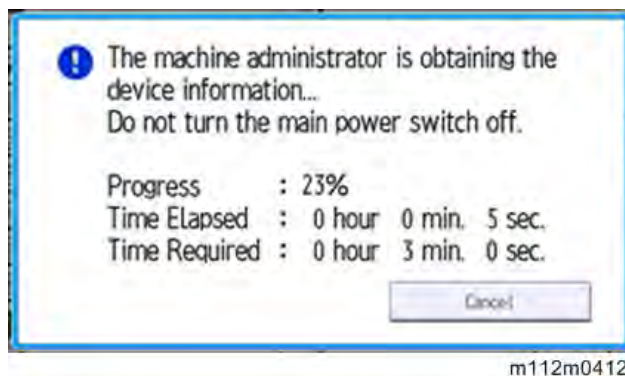 The machine administrator is obtaining the
device information...
Do not turn the main power switch off.
Progress : 23%
Time Elapsed : 0 hour 0 min. 5 sec.
Time Required : 0 hour 3 min. 0 sec.
Cancel
m112m0412